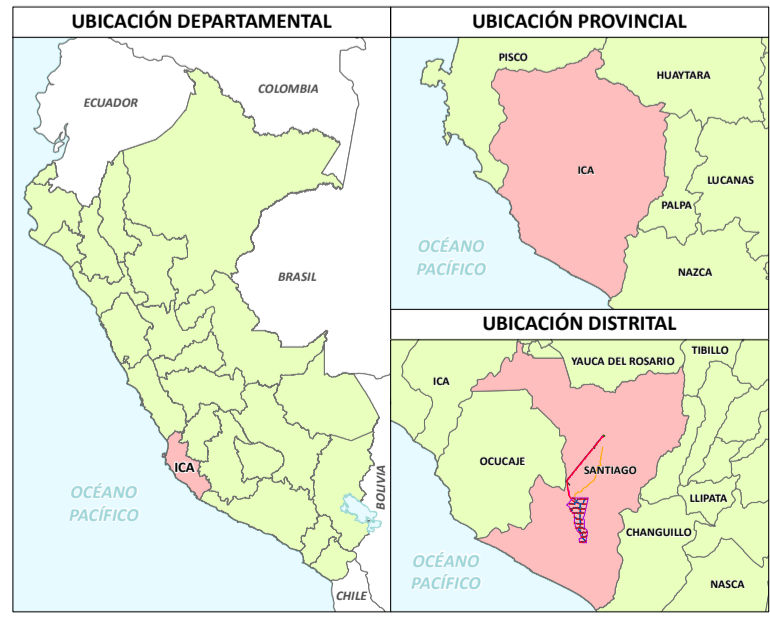 UBICACIÓN DEPARTAMENTAL
ECUADOR
COLOMBIA
BRASIL
ICA
OCÉANO
PACÍFICO
BOLIVIA
CHILE
UBICACIÓN PROVINCIAL
PISCO
HUAYTARA
ICA
LUCANAS
PALPA
OCÉANO
PACÍFICO
NAZCA
UBICACIÓN DISTRITAL
YAUCA DEL ROSARIO
TIBILLO
ICA
OCUCAJE
SANTIAGO
LLIPATA
CHANGUILLO
OCÉANO
PACÍFICO
NASCA